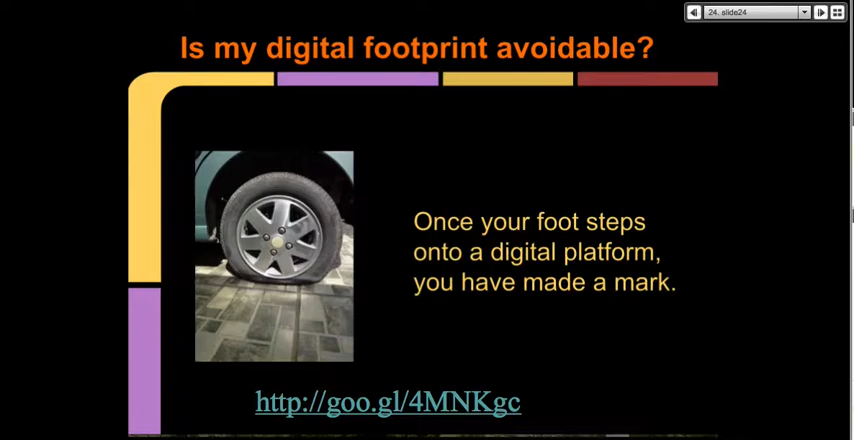 24. slide24
Is my digital footprint avoidable?
Once your foot steps
onto a digital platform,
you have made a mark.
http://goo.gl/4MNKgc